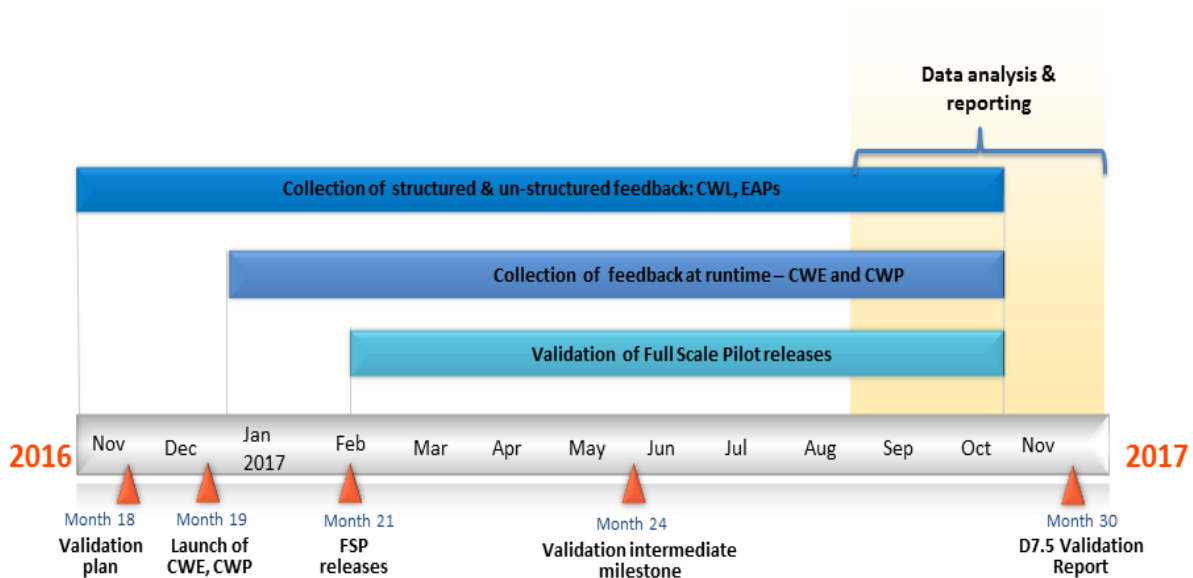 Data analysis &
reporting
Collection of structured & un-structured feedback: CWL, EAPs
Collection of feedback at runtime – CWE and CWP
Validation of Full Scale Pilot releases
2016
Nov
Dec
Jan
2017
Feb
Mar
Apr
May
Jun
Jul
Aug
Sep
Oct
Nov
2017
Month 18
Validation
plan
Month 19
Launch of
CWE, CWP
Month 21
FSP
releases
Month 24
Validation intermediate
milestone
Month 30
D7.5 Validation
Report